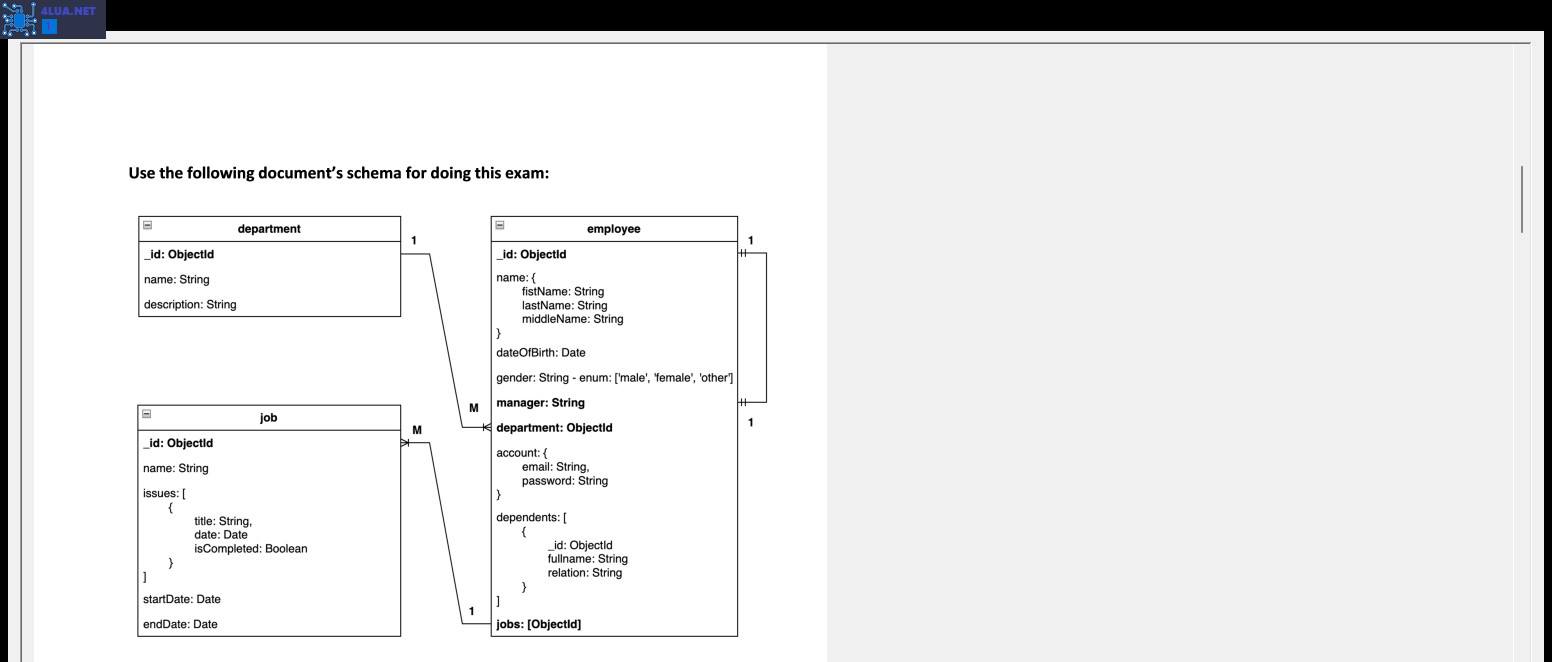 4LUA.NET
Use the following document's schema for doing this exam:
department
_id: ObjectId
name: String
description: String
1
M
employee
_id: ObjectId
name: {
fistName: String
lastName: String
middleName: String
}
dateOfBirth: Date
gender: String - enum: ['male', 'female', 'other']
manager: String
department: ObjectId
account: {
email: String,
password: String
}
dependents: [
{
_id: ObjectId
fullname: String
relation: String
}
]
jobs: [ObjectId]
1
1
job
_id: ObjectId
name: String
issues: [
{
title: String,
date: Date
isCompleted: Boolean
}
]
startDate: Date
endDate: Date
M
1